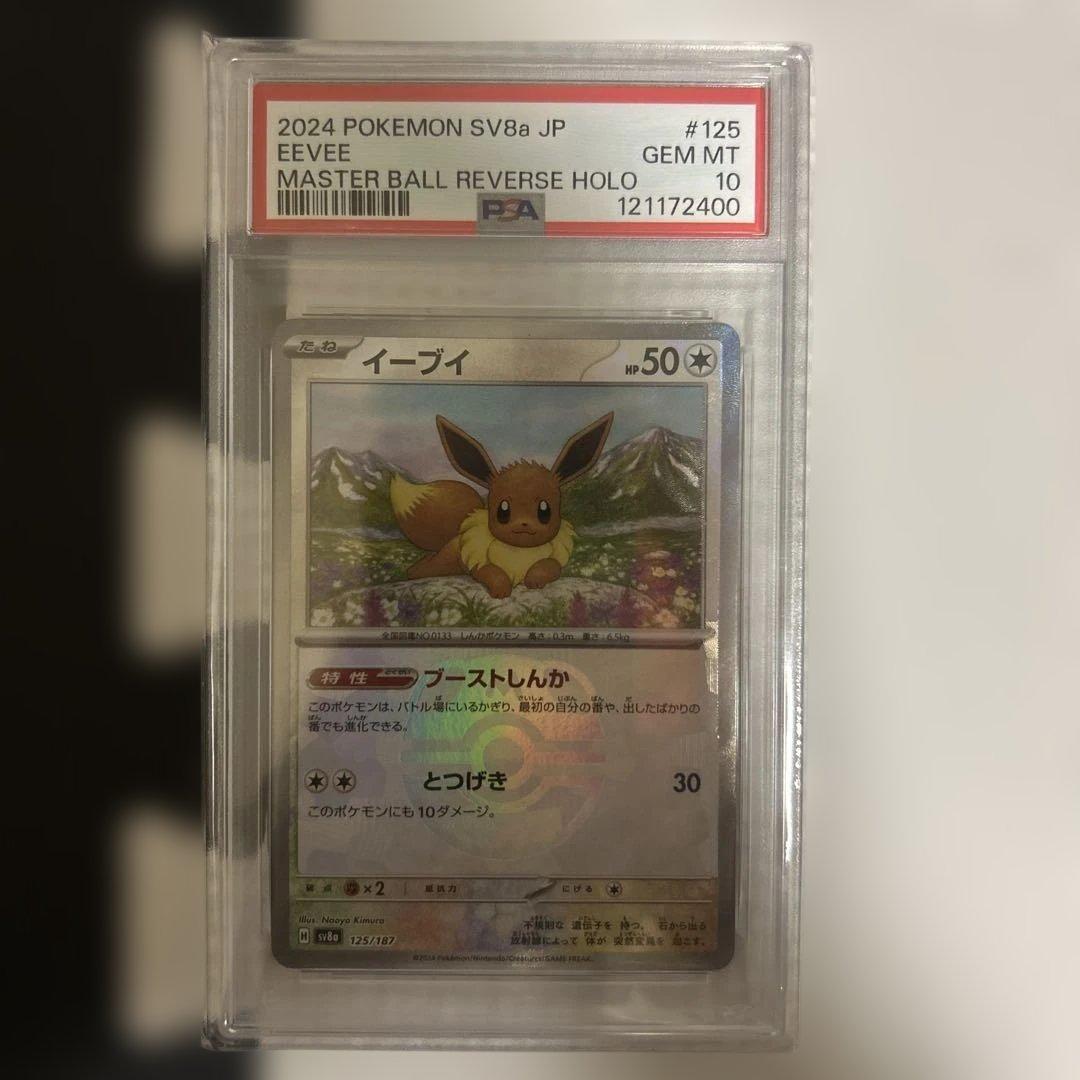 2024 POKEMON SV8a JP #125
EEVEE GEM MT
MASTER BALL REVERSE HOLO 10
PSA 121172400
たね イーブイ HP50
全国図鑑NO.0133 しんかポケモン 高さ:0.3m 重さ:6.5kg
特性 とくせい ブーストしんか
このポケモンは、バトル場にいるかぎり、最初の自分の番や、出したばかりの
番でも進化できる。
とつげき 30
このポケモンにも10ダメージ。
弱点 ×2 抵抗力 にげる
Illus. Naoyo Kimura
不規則な 遺伝子を 持つ。 石から出る
放射線によって 体が 突然変異を 起こす。
H SV8a 125/187
©2024 Pokémon/Nintendo/Creatures/GAME FREAK.